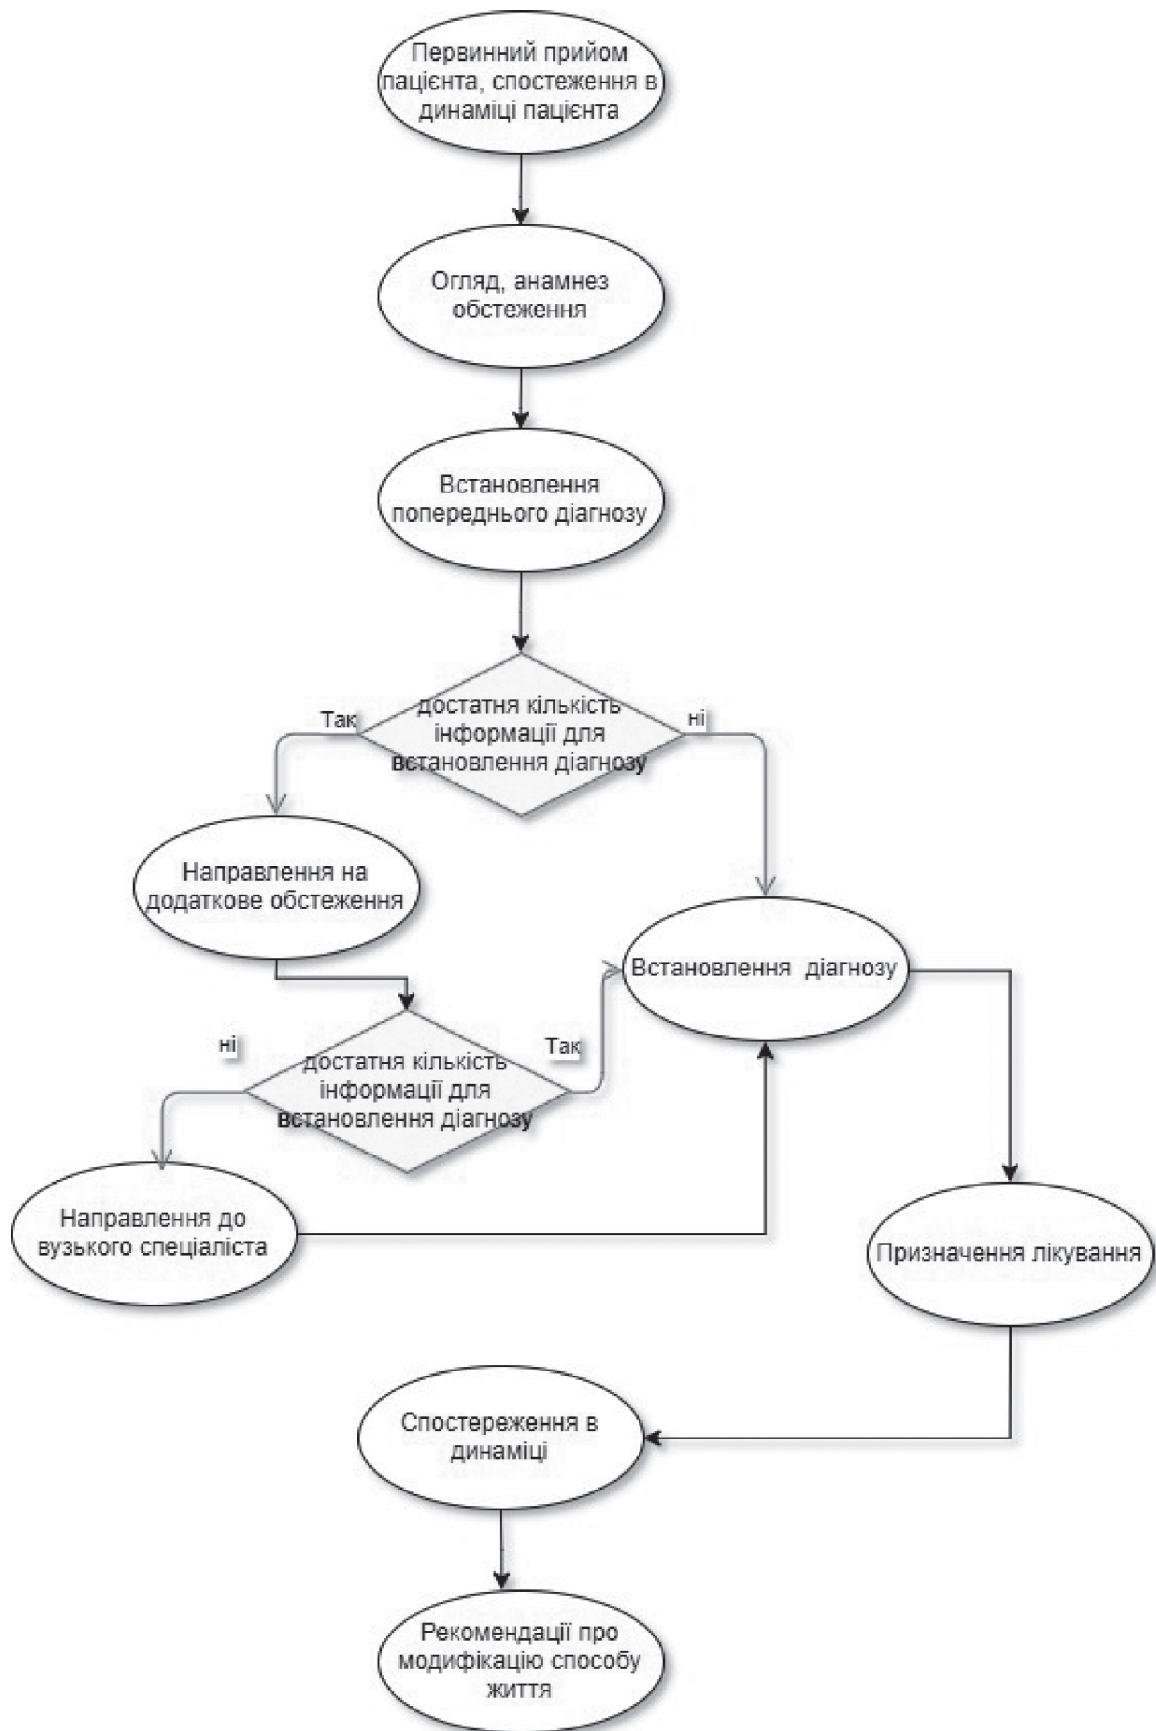 Первинний прийом
пацієнта, спостеження в
динаміці пацієнта
Огляд, анамнез
обстеження
Встановлення
попереднього діагнозу
Так
достатня кількість
інформації для
встановлення діагнозу
ні
Направлення на
додаткове обстеження
Встановлення діагнозу
ні
достатня кількість
інформації для
встановлення діагнозу
Так
Направлення до
вузького спеціаліста
Призначення лікування
Спостереження в
динаміці
Рекомендації про
модифікацію способу
життя